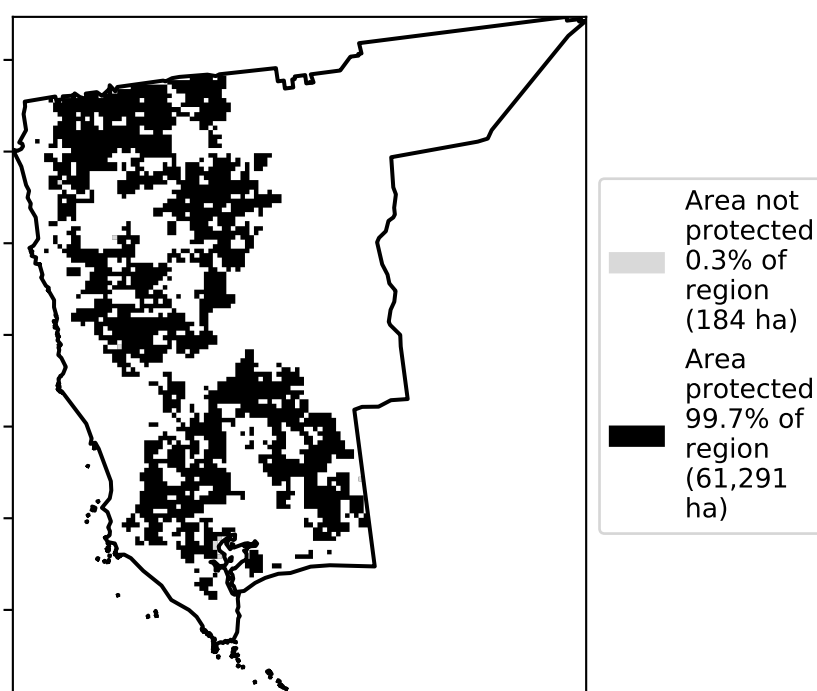 Area not
protected
0.3% of
region
(184 ha)
Area
protected
99.7% of
region
(61,291
ha)